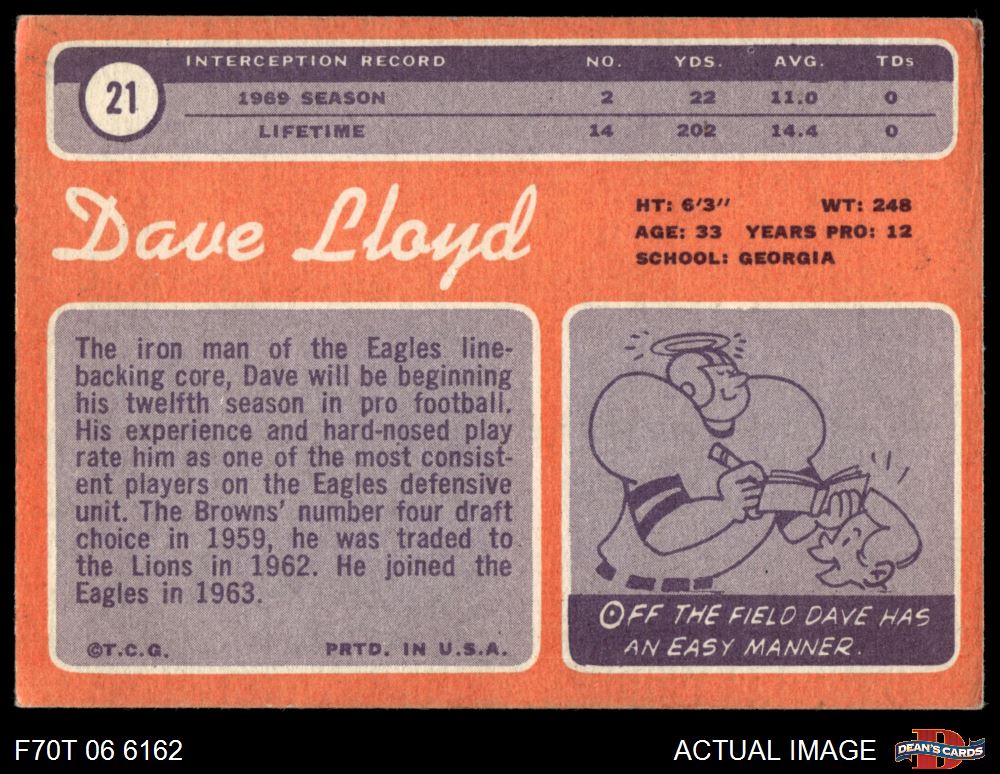 21
INTERCEPTION RECORD NO. YDS. AVG. TDs
1969 SEASON 2 22 11.0 0
LIFETIME 14 202 14.4 0
Dave Lloyd
HT: 6'3" WT: 248
AGE: 33 YEARS PRO: 12
SCHOOL: GEORGIA
The iron man of the Eagles line-
backing core, Dave will be beginning
his twelfth season in pro football.
His experience and hard-nosed play
rate him as one of the most consist-
ent players on the Eagles defensive
unit. The Browns' number four draft
choice in 1959, he was traded to
the Lions in 1962. He joined the
Eagles in 1963.
©T.C.G. PRTD. IN U.S.A.
OFF THE FIELD DAVE HAS
AN EASY MANNER.
F70T 06 6162
ACTUAL IMAGE
DEAN'S CARDS